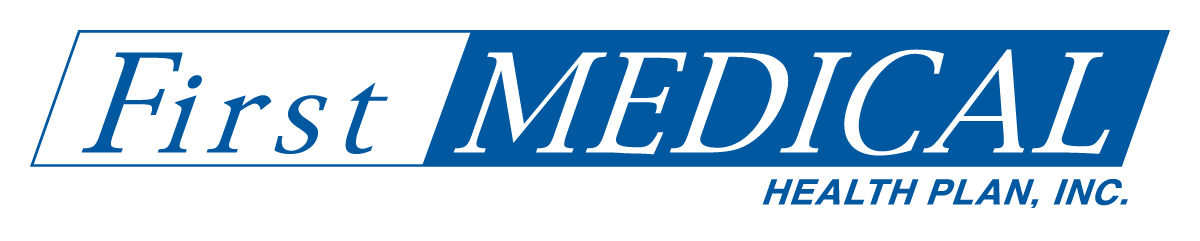 First MEDICAL
HEALTH PLAN, INC.